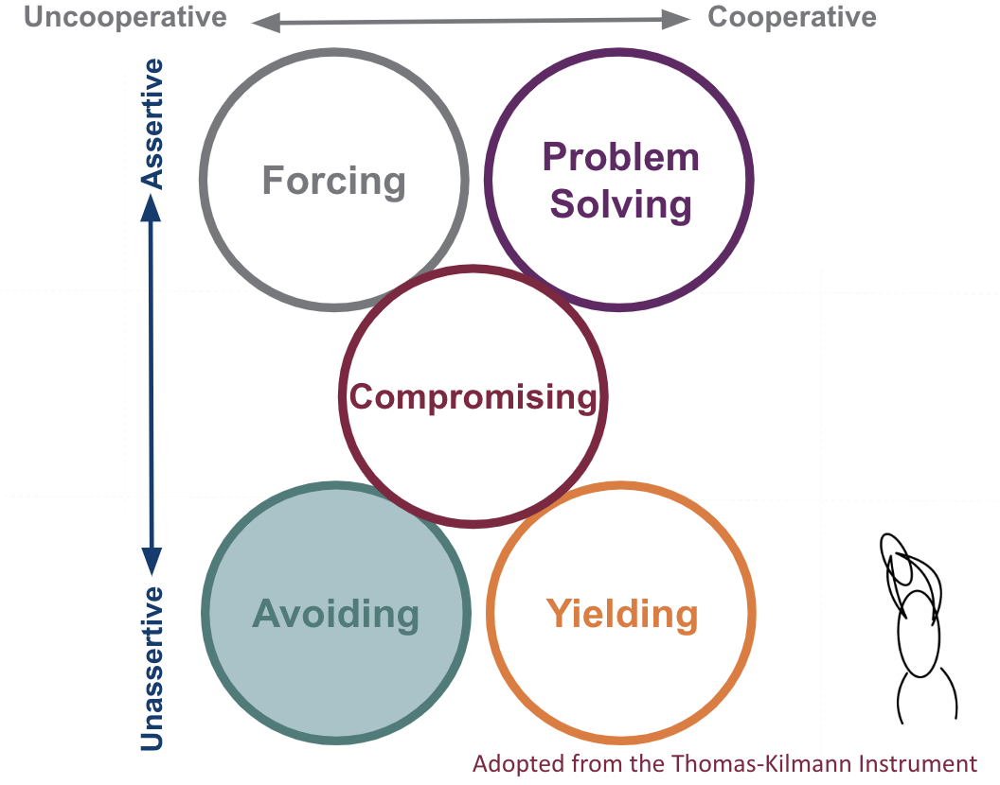 Uncooperative
Cooperative
Assertive
Forcing
Problem
Solving
Compromising
Unassertive
Avoiding
Yielding
Adopted from the Thomas-Kilmann Instrument